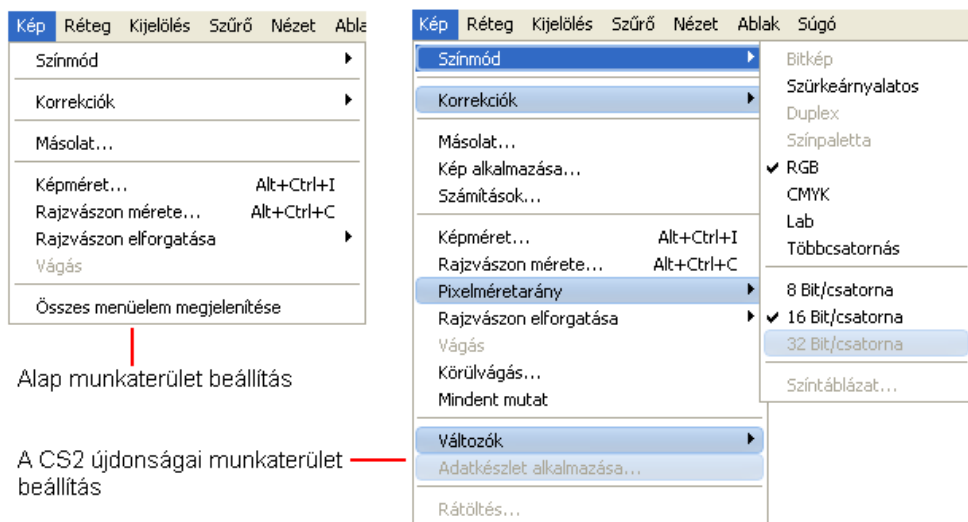 Kép Réteg Kijelölés Szűrő Nézet Abla
Színmód
Korrekciók
Másolat...
Képméret... Alt+Ctrl+I
Rajzvászon mérete... Alt+Ctrl+C
Rajzvászon elforgatása
Vágás
Összes menüelem megjelenítése
Alap munkaterület beállítás
A CS2 újdonságai munkaterület
beállítás
Kép Réteg Kijelölés Szűrő Nézet Ablak Súgó
Színmód
Korrekciók
Másolat...
Kép alkalmazása...
Számítások...
Képméret... Alt+Ctrl+I
Rajzvászon mérete... Alt+Ctrl+C
Pixelméretarány
Rajzvászon elforgatása
Vágás
Körülvágás...
Mindent mutat
Változók
Adatkészlet alkalmazása...
Rátöltés...
Bitkép
Szürkeárnyalatos
Duplex
Színpaletta
RGB
CMYK
Lab
Többcsatornás
8 Bit/csatorna
16 Bit/csatorna
32 Bit/csatorna
Színtáblázat...